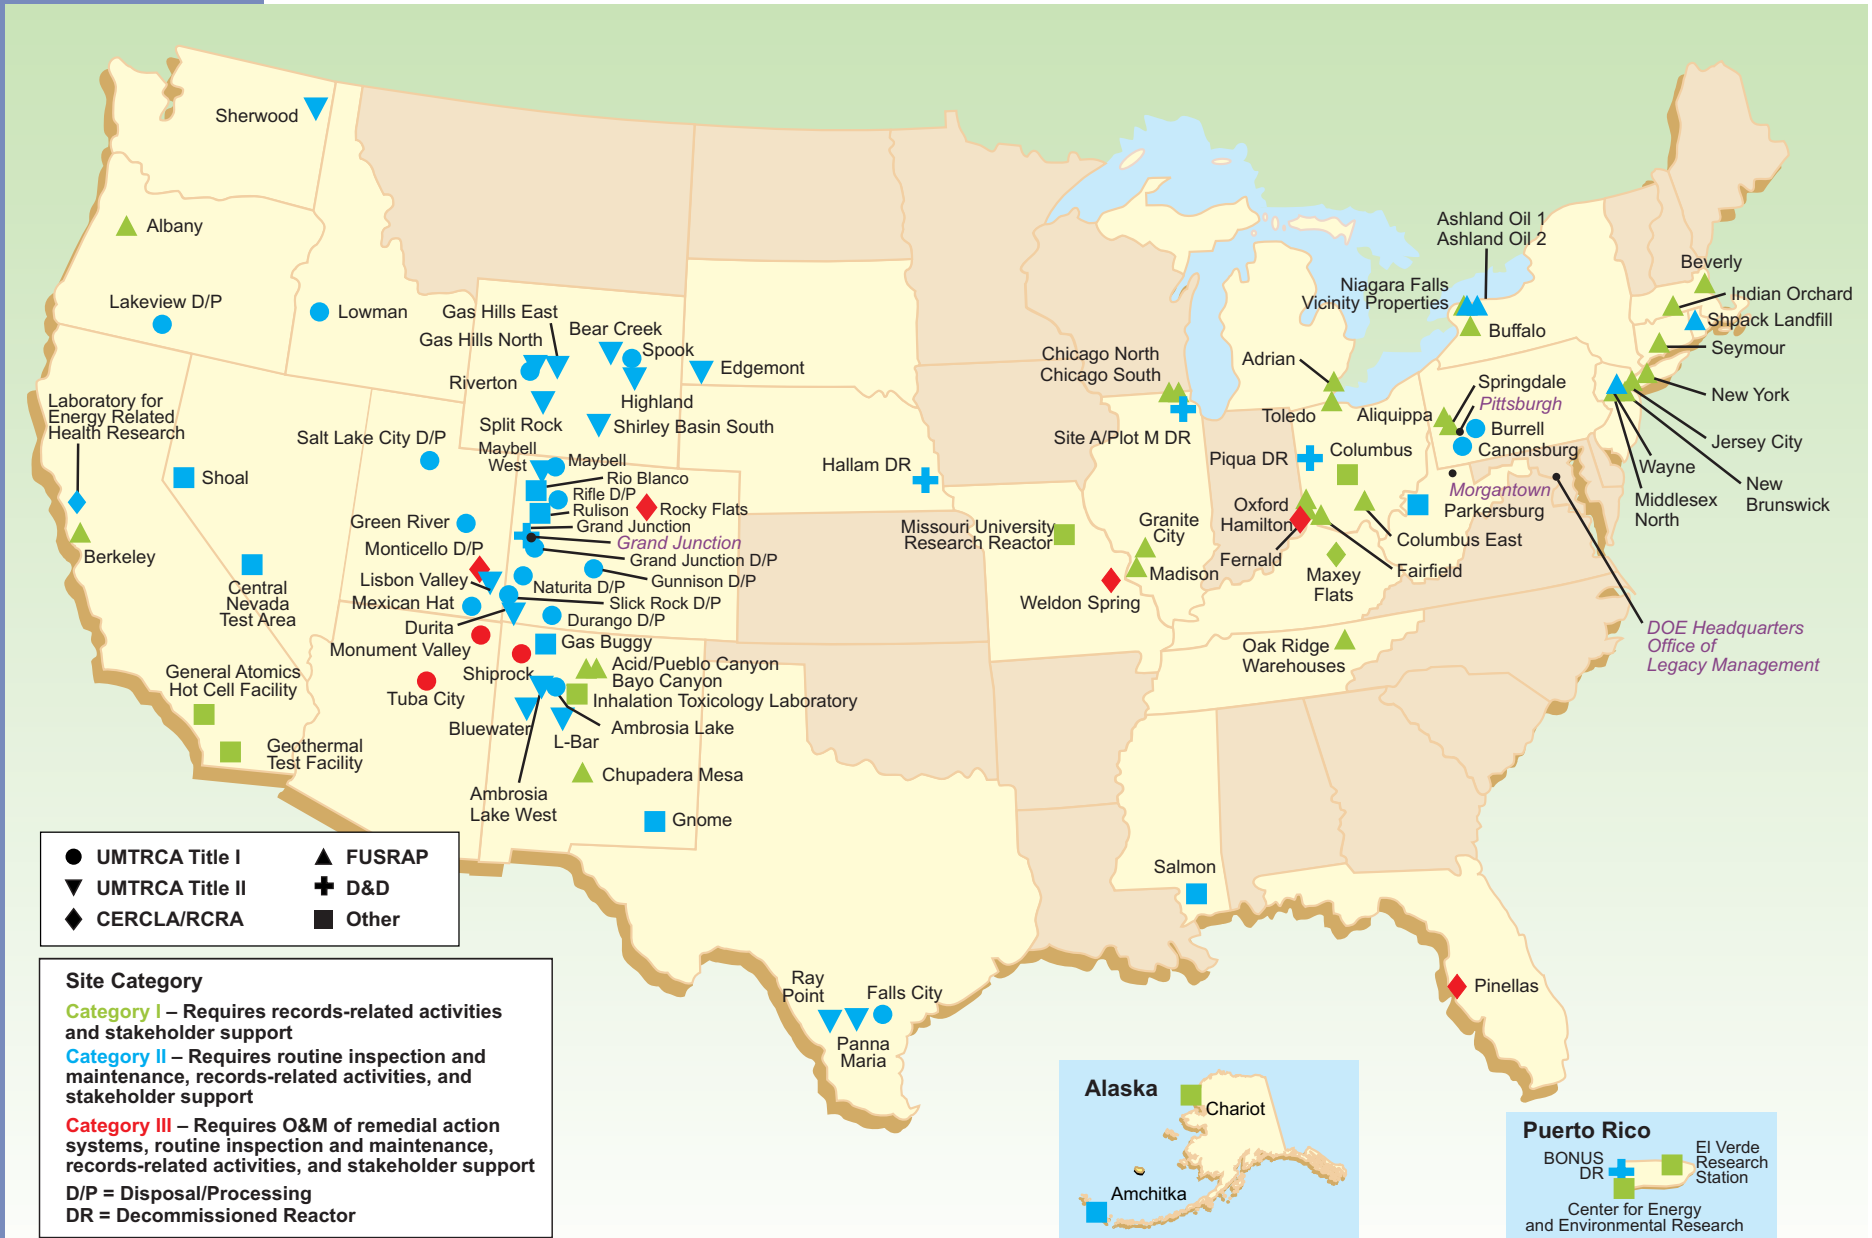 Sherwood
Albany
Lakeview D/P
Lowman
Gas Hills East
Gas Hills North
Bear Creek
Spook
Riverton
Edgemont
Highland
Split Rock
Shirley Basin South
Laboratory for
Energy Related
Health Research
Salt Lake City D/P
Shoal
Maybell
West
Maybell
Rio Blanco
Rifle D/P
Rulison
Rocky Flats
Grand Junction
Grand Junction
Grand Junction D/P
Green River
Monticello D/P
Gunnison D/P
Lisbon Valley
Naturita D/P
Mexican Hat
Slick Rock D/P
Durita
Durango D/P
Berkeley
Central
Nevada
Test Area
Monument Valley
Gas Buggy
Shiprock
Acid/Pueblo Canyon
Bayo Canyon
Tuba City
Inhalation Toxicology Laboratory
General Atomics
Hot Cell Facility
Bluewater
Ambrosia Lake
L-Bar
Geothermal
Test Facility
Chupadera Mesa
Ambrosia
Lake West
Gnome
Hallam DR
Chicago North
Chicago South
Site A/Plot M DR
Missouri University
Research Reactor
Granite
City
Madison
Weldon Spring
Adrian
Toledo
Piqua DR
Columbus
Oxford
Hamilton
Fernald
Maxey
Flats
Columbus East
Fairfield
Oak Ridge
Warehouses
Ashland Oil 1
Ashland Oil 2
Niagara Falls
Vicinity Properties
Buffalo
Beverly
Indian Orchard
Shpack Landfill
Seymour
Springdale
Pittsburgh
Aliquippa
Burrell
Canonsburg
New York
Jersey City
Wayne
New
Brunswick
Middlesex
North
Morgantown
Parkersburg
DOE Headquarters
Office of
Legacy Management
Salmon
Pinellas
Ray
Point
Falls City
Panna
Maria
UMTRCA Title I
FUSRAP
UMTRCA Title II
D&D
CERCLA/RCRA
Other
Site Category
Category I – Requires records-related activities
and stakeholder support
Category II – Requires routine inspection and
maintenance, records-related activities, and
stakeholder support
Category III – Requires O&M of remedial action
systems, routine inspection and maintenance,
records-related activities, and stakeholder support
D/P = Disposal/Processing
DR = Decommissioned Reactor
Alaska
Chariot
Amchitka
Puerto Rico
BONUS
DR
El Verde
Research
Station
Center for Energy
and Environmental Research